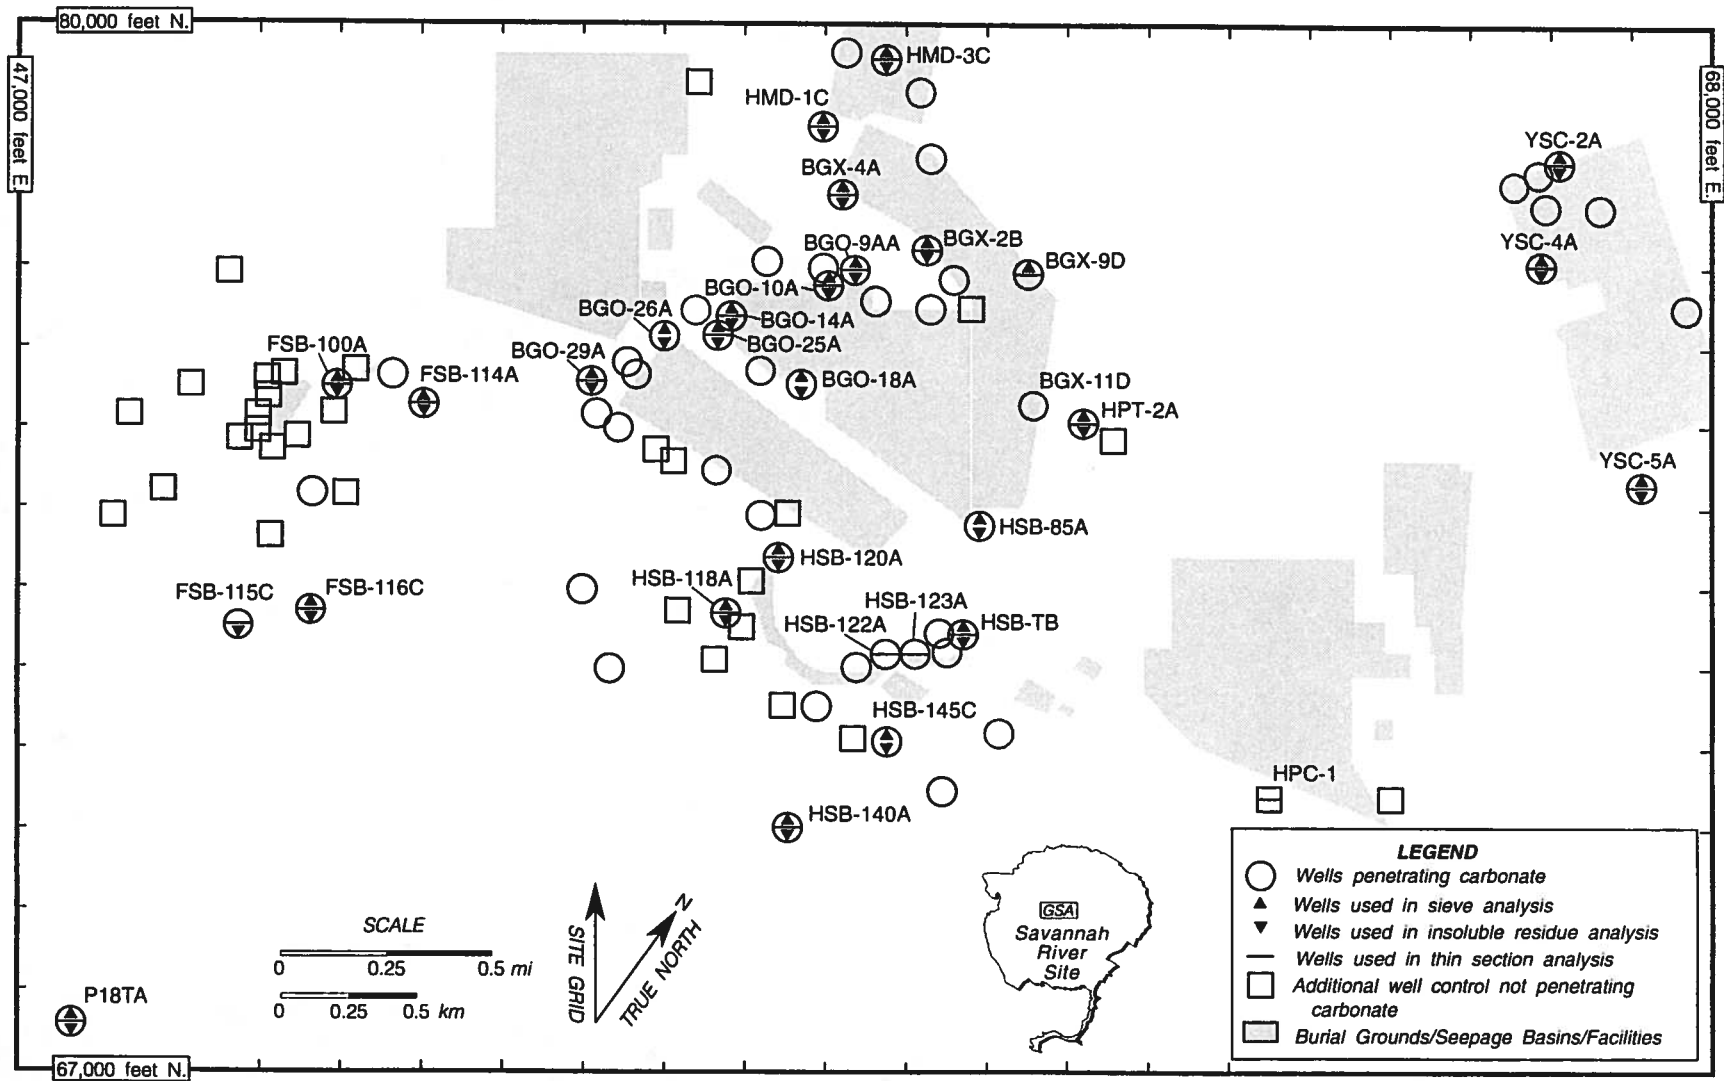 80,000 feet N.
47,000 feet E.
68,000 feet E.
HMD-3C
HMD-1C
BGX-4A
YSC-2A
BGO-9AA
BGX-2B
BGX-9D
YSC-4A
BGO-10A
BGO-26A
BGO-14A
BGO-25A
FSB-100A
BGO-29A
FSB-114A
BGO-18A
BGX-11D
HPT-2A
YSC-5A
HSB-85A
HSB-120A
HSB-118A
FSB-115C
FSB-116C
HSB-123A
HSB-122A
HSB-TB
HSB-145C
HPC-1
HSB-140A
P18TA
SCALE
0 0.25 0.5 mi
0 0.25 0.5 km
SITE GRID
N
TRUE NORTH
GSA
Savannah
River
Site
LEGEND
Wells penetrating carbonate
Wells used in sieve analysis
Wells used in insoluble residue analysis
Wells used in thin section analysis
Additional well control not penetrating
carbonate
Burial Grounds/Seepage Basins/Facilities
67,000 feet N.